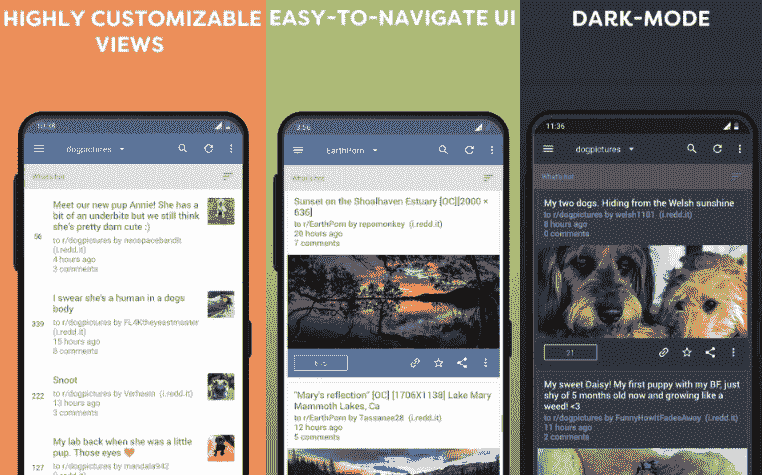 HIGHLY CUSTOMIZABLE
VIEWS
dogpictures
What's hot
Meet our new pup Annie! She has a
bit of an underbite but we still think
she's pretty darn cute :)
56
to r/dogpictures by neospacebandit
(i.redd.it)
4 hours ago
3 comments
I swear she's a human in a dogs
body
339
to r/dogpictures by FL4Ktheyeastmaster
(i.redd.it)
15 hours ago
8 comments
Snoot
222
to r/dogpictures by Verhexin (i.redd.it)
13 hours ago
3 comments
My lab back when she was a little
pup. Those eyes 🤎
127
to r/dogpictures by mandala942
EASY-TO-NAVIGATE UI
3:56
EarthPorn
What's hot
Sunset on the Shoalhaven Estuary [OC][2000 ×
636]
to r/EarthPorn by repomonkey (i.redd.it)
20 hours ago
7 comments
"Mary's reflection" [OC] [1706X1138] Lake Mary
Mammoth Lakes, Ca
to r/EarthPorn by Tassanee28 (i.redd.it)
12 hours ago
5 comments
DARK-MODE
11:36
dogpictures
What's hot
My two dogs. Hiding from the Welsh sunshine
to r/dogpictures by welsh1181 (i.redd.it)
8 hours ago
0 comments
21
My sweet Daisy! My first puppy with my BF, just
shy of 5 months old now and growing like a
weed! <3
to r/dogpictures by FunnyHowItFadesAway (i.redd.it)
11 hours ago
2 comments